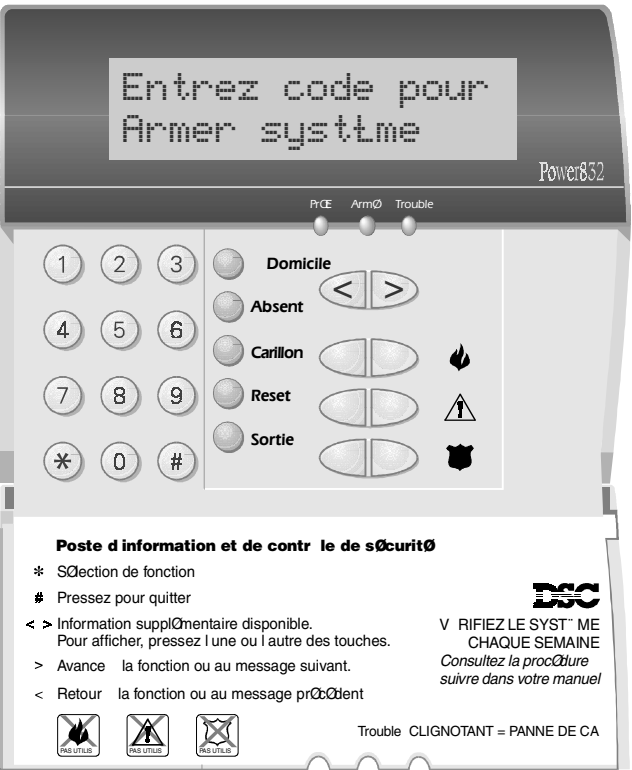 Entrez code pour
Armer systŁme
Power832
PrŒ ArmØ Trouble
1 2 3
Domicile
< >
Absent
4 5 6
Carillon
7 8 9
Reset
Sortie
* 0 #
Poste d information et de contr le de sØcuritØ
* SØlection de fonction
# Pressez pour quitter
< > Information supplØmentaire disponible.
Pour afficher, pressez l une ou l autre des touches.
> Avance la fonction ou au message suivant.
< Retour la fonction ou au message prØcØdent
DSC
V RIFIEZ LE SYST¨ ME
CHAQUE SEMAINE
Consultez la procØdure
suivre dans votre manuel
PAS UTILIS PAS UTILIS PAS UTILIS
Trouble CLIGNOTANT = PANNE DE CA